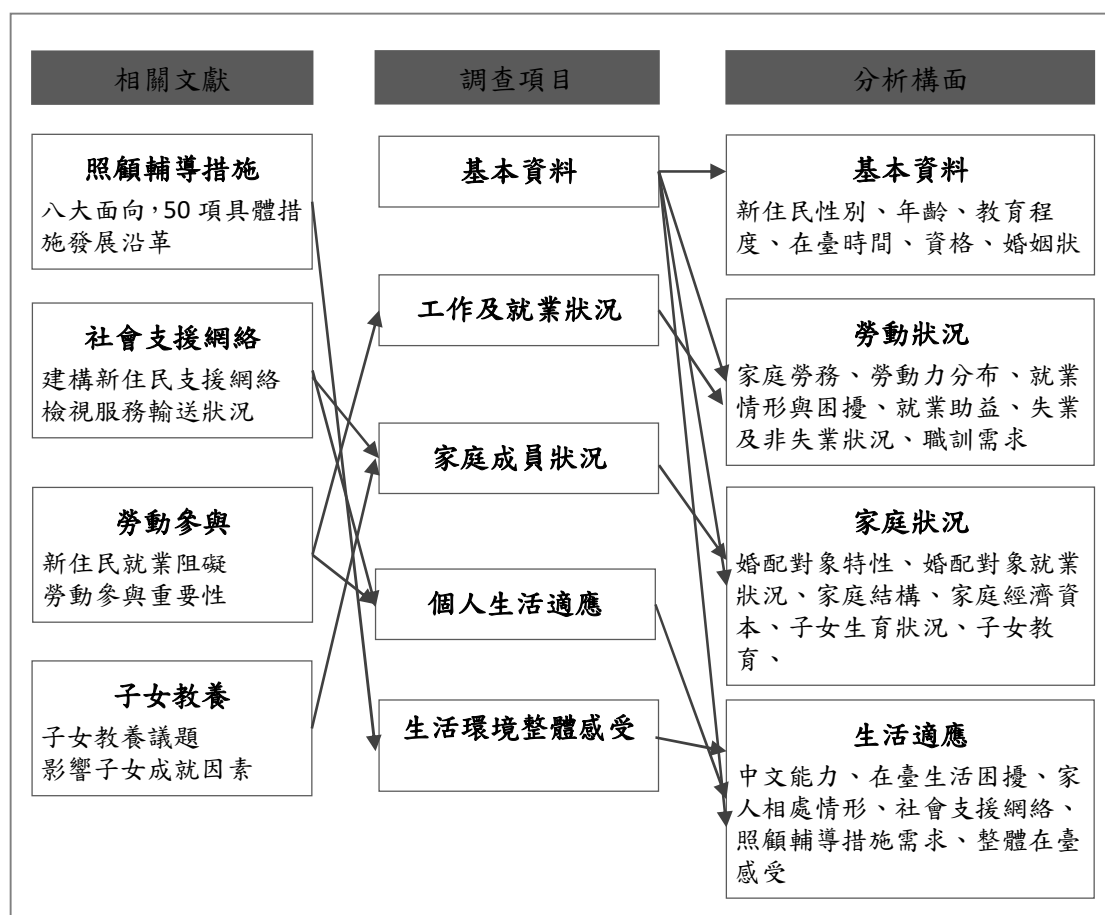 相關文獻
照顧輔導措施
八大面向，50 項具體措
施發展沿革
社會支援網絡
建構新住民支援網絡
檢視服務輸送狀況
勞動參與
新住民就業阻礙
勞動參與重要性
子女教養
子女教養議題
影響子女成就因素
調查項目
基本資料
工作及就業狀況
家庭成員狀況
個人生活適應
生活環境整體感受
分析構面
基本資料
新住民性別、年齡、教育程
度、在臺時間、資格、婚姻狀
勞動狀況
家庭勞務、勞動力分布、就業
情形與困擾、就業助益、失業
及非失業狀況、職訓需求
家庭狀況
婚配對象特性、婚配對象就業
狀況、家庭結構、家庭經濟資
本、子女生育狀況、子女教
育、
生活適應
中文能力、在臺生活困擾、家
人相處情形、社會支援網絡、
照顧輔導措施需求、整體在臺
感受